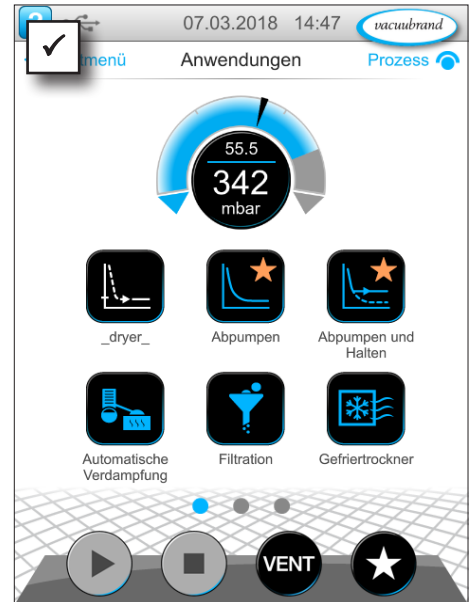 07.03.2018 14:47 vacuubrand
Anwendungen Prozess
55.5
342
mbar
_dryer_
Abpumpen
Abpumpen und
Halten
Automatische
Verdampfung
Filtration
Gefriertrockner
VENT